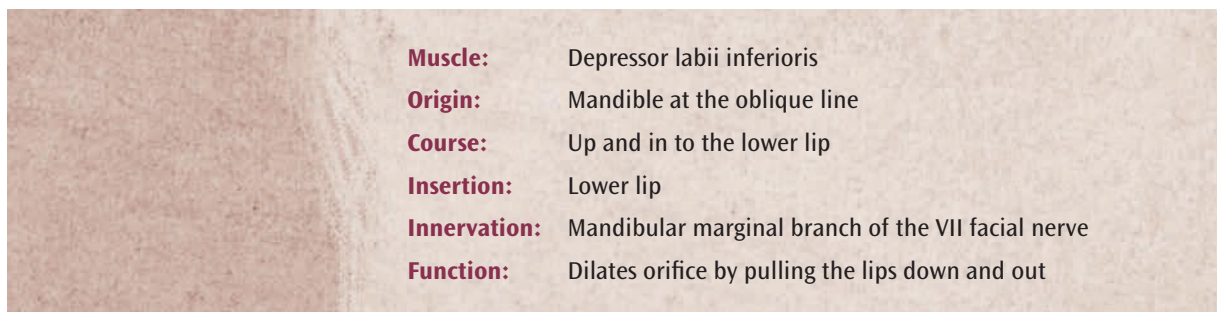 Muscle: Depressor labii inferioris
Origin: Mandible at the oblique line
Course: Up and in to the lower lip
Insertion: Lower lip
Innervation: Mandibular marginal branch of the VII facial nerve
Function: Dilates orifice by pulling the lips down and out